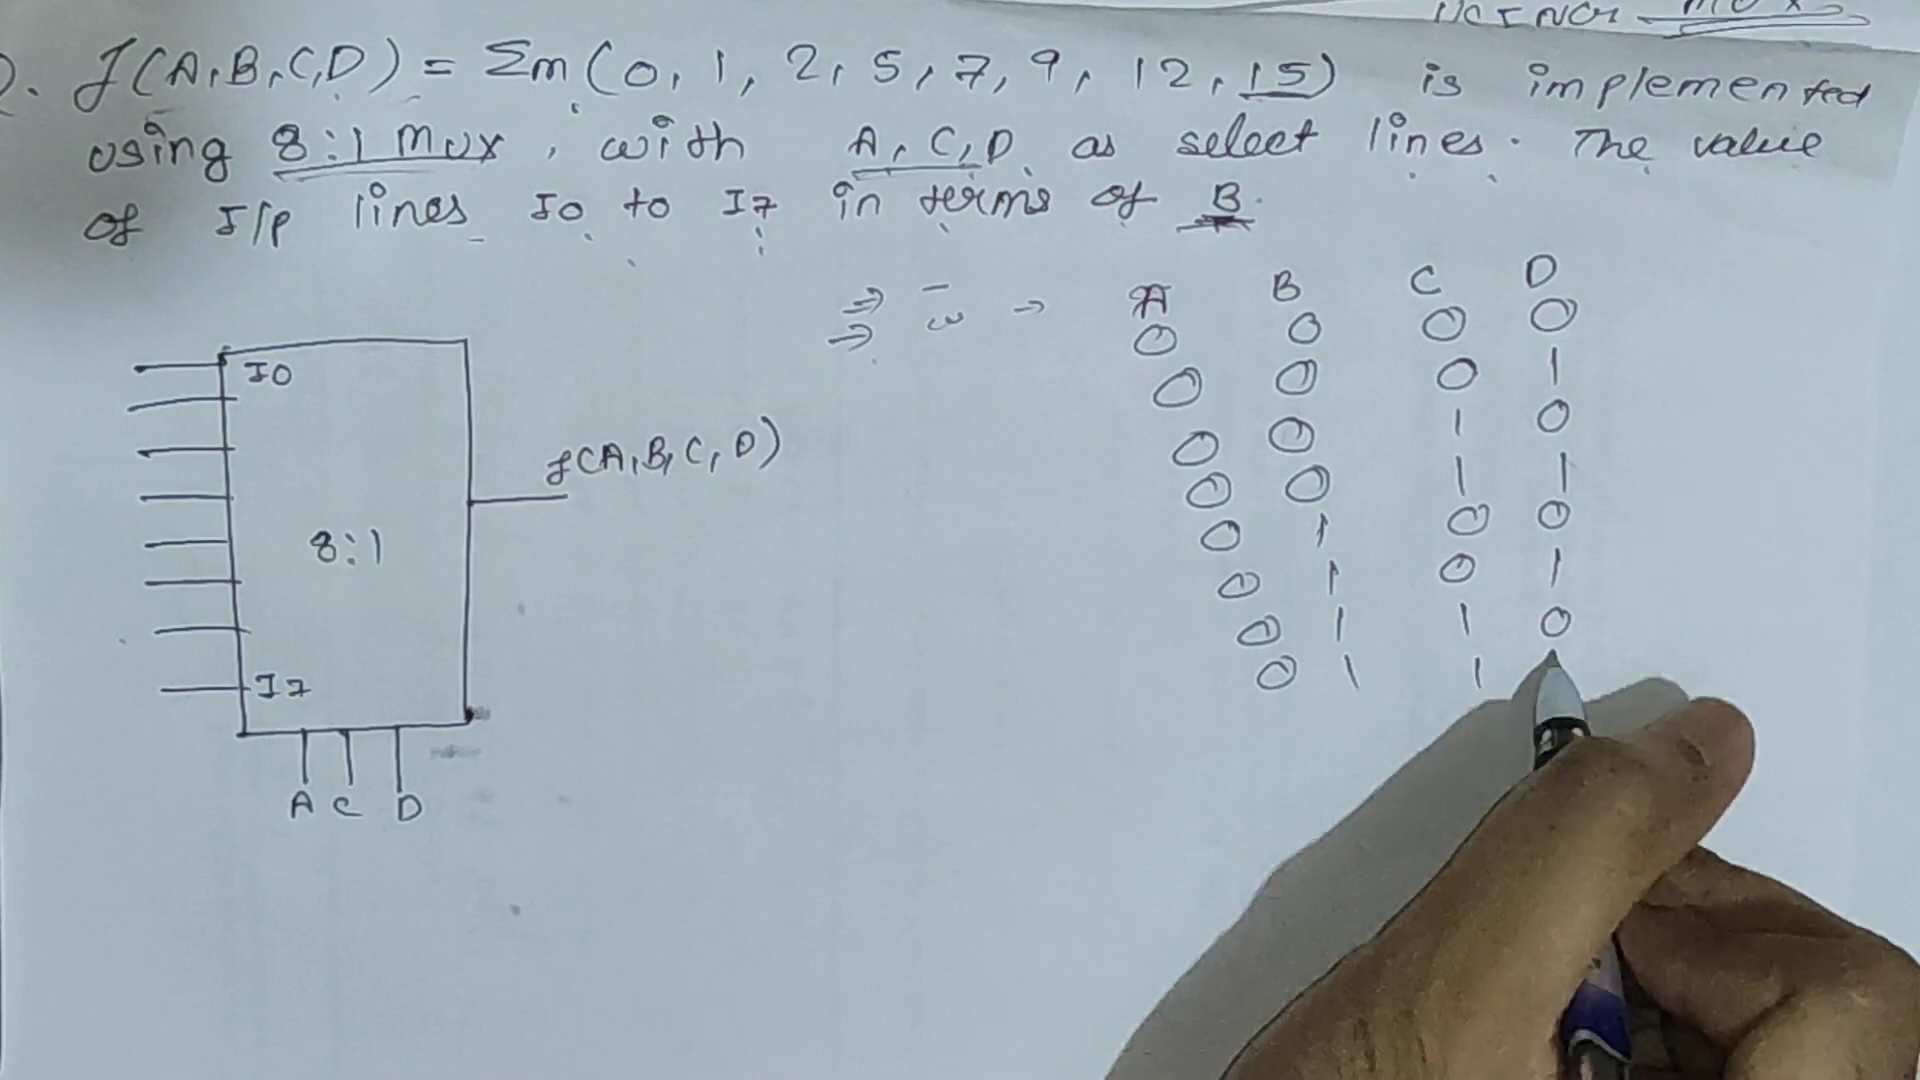 f(A,B,C,D) = Σm(0, 1, 2, 5, 7, 9, 12, 15) is implemented
using 8:1 mux, with A, C, D as select lines. The value
of I/p lines I0 to I7 in terms of B.
A B C D
0 0 0 0
0 0 0 1
0 0 1 0
0 0 1 1
0 1 0 0
0 1 0 1
0 1 1 0
0 1 1
I0
f(A,B,C,D)
8:1
I7
A C D